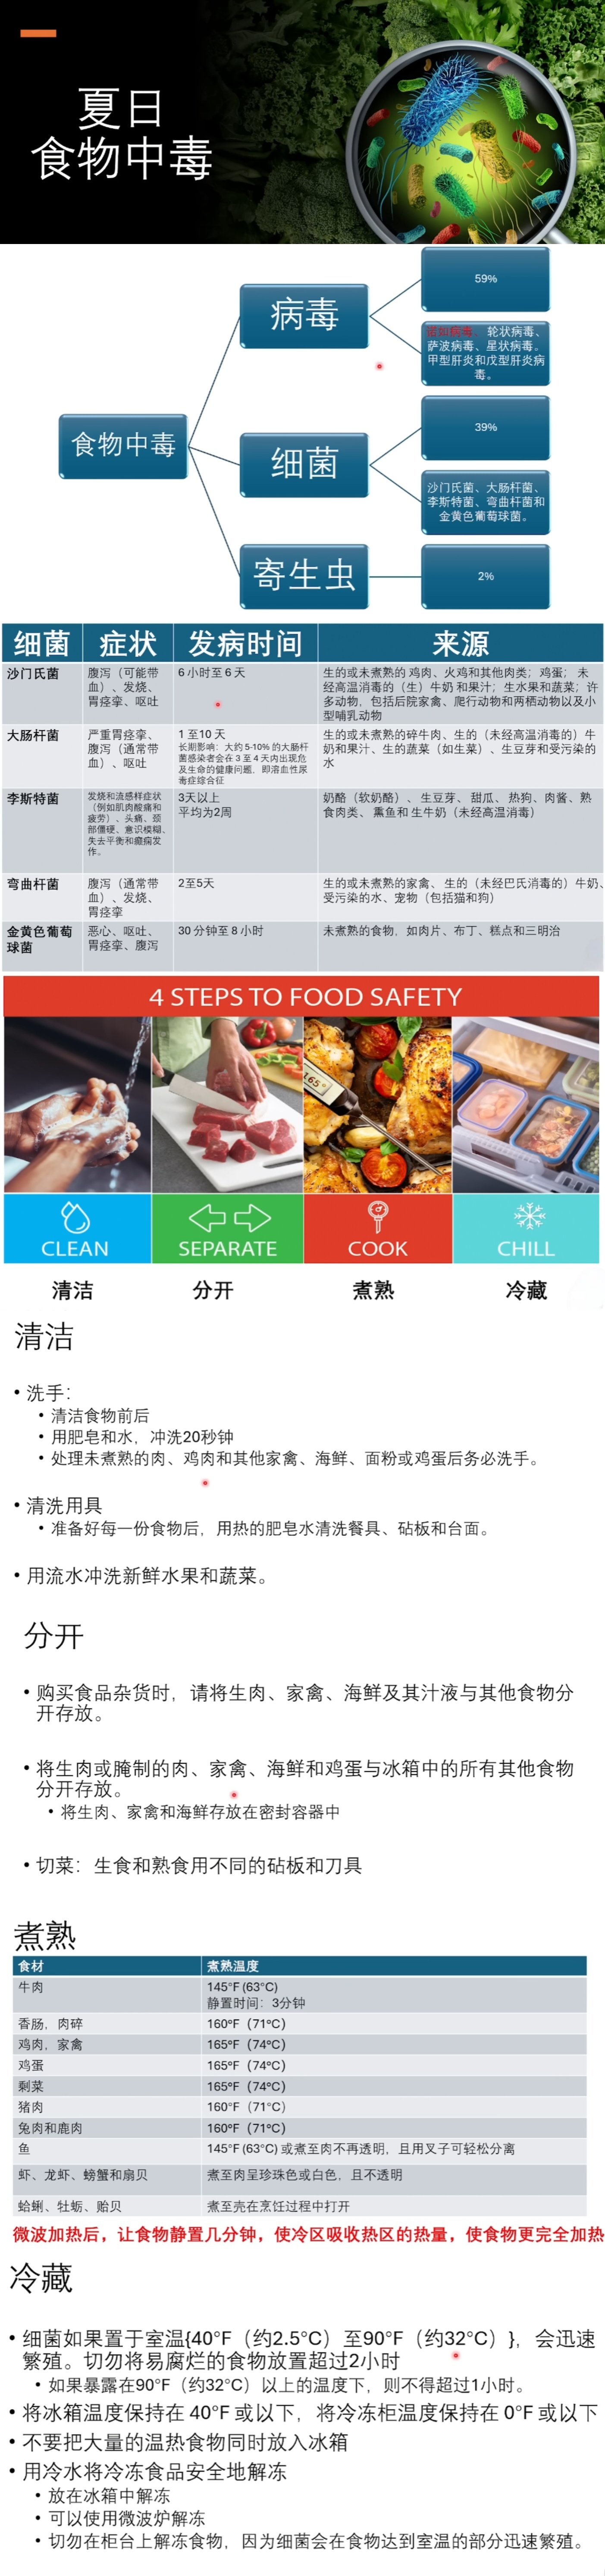 夏日
食物中毒
食物中毒
病毒
59%
诺如病毒、轮状病毒、
萨波病毒、星状病毒。
甲型肝炎和戊型肝炎病
毒。
细菌
39%
沙门氏菌、大肠杆菌、
李斯特菌、弯曲杆菌和
金黄色葡萄球菌。
寄生虫
2%
细菌 症状 发病时间 来源
沙门氏菌
腹泻（可能带
血）、发烧、
胃痉挛、呕吐
6 小时至 6 天
生的或未煮熟的 鸡肉、火鸡和其他肉类；鸡蛋； 未
经高温消毒的（生）牛奶 和果汁； 生水果和蔬菜；许
多动物，包括后院家禽、爬行动物和两栖动物以及小
型哺乳动物
大肠杆菌
严重胃痉挛、
腹泻（通常带
血）、呕吐
1 至10 天
长期影响：大约 5-10% 的大肠杆
菌感染者会在 3 至 4 天内出现危
及生命的健康问题，即溶血性尿
毒症综合征
生的或未煮熟的碎牛肉、生的（未经高温消毒的）牛
奶和果汁、生的蔬菜（如生菜）、生豆芽和受污染的
水
李斯特菌
发烧和流感样症状
（例如肌肉酸痛和
疲劳）、头痛、颈
部僵硬、意识模糊、
失去平衡和癫痫发
作。
3天以上
平均为2周
奶酪（软奶酪）、 生豆芽、甜瓜、热狗、肉酱、熟
食肉类、熏鱼和 生牛奶（未经高温消毒）
弯曲杆菌
腹泻（通常带
血）、发烧、
胃痉挛
2至5天
生的或未煮熟的家禽、 生的（未经巴氏消毒的）牛奶、
受污染的水、宠物（包括猫和狗）
金黄色葡萄
球菌
恶心、呕吐、
胃痉挛、腹泻
30 分钟至 8 小时
未煮熟的食物，如肉片、布丁、糕点和三明治
4 STEPS TO FOOD SAFETY
165°
CLEAN SEPARATE COOK CHILL
清洁 分开 煮熟 冷藏
清洁
• 洗手：
• 清洁食物前后
• 用肥皂和水，冲洗20秒钟
• 处理未煮熟的肉、鸡肉和其他家禽、海鲜、面粉或鸡蛋后务必洗手。
• 清洗用具
• 准备好每一份食物后，用热的肥皂水清洗餐具、砧板和台面。
• 用流水冲洗新鲜水果和蔬菜。
分开
• 购买食品杂货时，请将生肉、家禽、海鲜及其汁液与其他食物分
开存放。
• 将生肉或腌制的肉、家禽、海鲜和鸡蛋与冰箱中的所有其他食物
分开存放。
• 将生肉、家禽和海鲜存放在密封容器中
• 切菜：生食和熟食用不同的砧板和刀具
煮熟
食材 煮熟温度
牛肉 145°F (63°C)
静置时间：3分钟
香肠，肉碎 160°F（71°C）
鸡肉，家禽 165°F（74°C）
鸡蛋 165°F（74°C）
剩菜 165°F（74°C）
猪肉 160°F（71°C）
兔肉和鹿肉 160°F（71°C）
鱼 145°F (63°C) 或煮至肉不再透明，且用叉子可轻松分离
虾、龙虾、螃蟹和扇贝 煮至肉呈珍珠色或白色，且不透明
蛤蜊、牡蛎、贻贝 煮至壳在烹饪过程中打开
微波加热后，让食物静置几分钟，使冷区吸收热区的热量，使食物更完全加热
冷藏
• 细菌如果置于室温{40°F（约2.5°C）至90°F（约32°C）}，会迅速
繁殖。切勿将易腐烂的食物放置超过2小时
• 如果暴露在90°F（约32°C）以上的温度下，则不得超过1小时。
• 将冰箱温度保持在 40°F 或以下，将冷冻柜温度保持在 0°F 或以下
• 不要把大量的温热食物同时放入冰箱
• 用冷水将冷冻食品安全地解冻
• 放在冰箱中解冻
• 可以使用微波炉解冻
• 切勿在柜台上解冻食物，因为细菌会在食物达到室温的部分迅速繁殖。